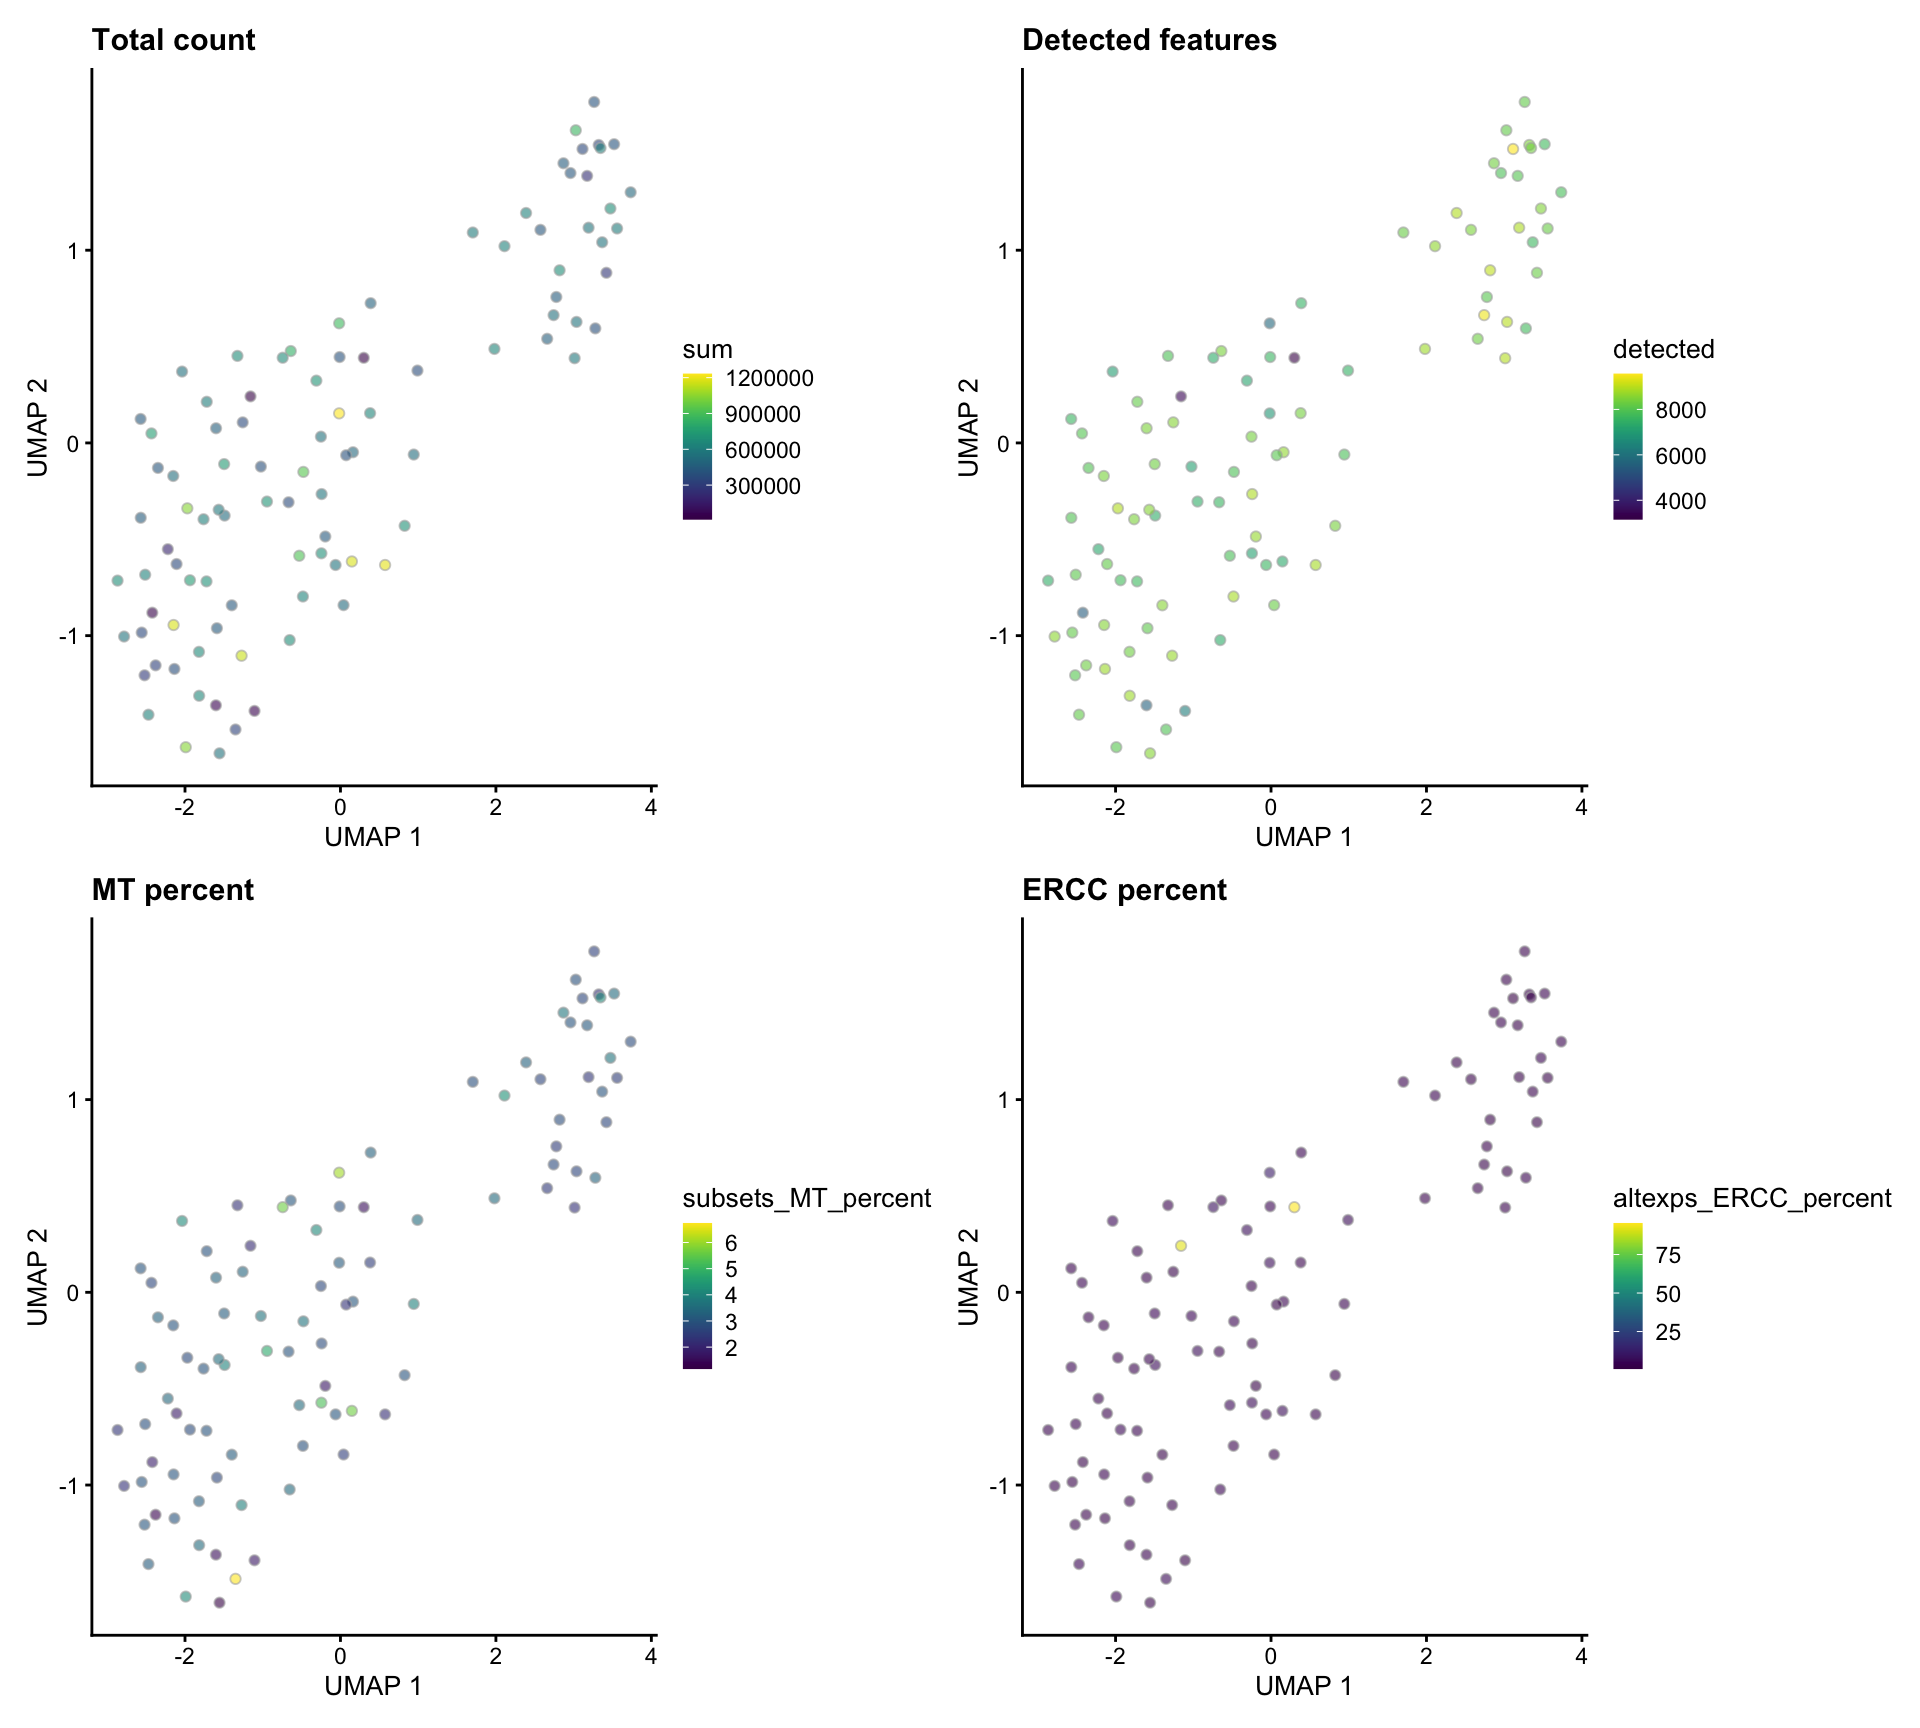 Total count
UMAP 2
1
0
-1
-2 0 2 4
UMAP 1
sum
1200000
900000
600000
300000
Detected features
UMAP 2
1
0
-1
-2 0 2 4
UMAP 1
detected
8000
6000
4000
MT percent
UMAP 2
1
0
-1
-2 0 2 4
UMAP 1
subsets_MT_percent
6
5
4
3
2
ERCC percent
UMAP 2
1
0
-1
-2 0 2 4
UMAP 1
altexps_ERCC_percent
75
50
25